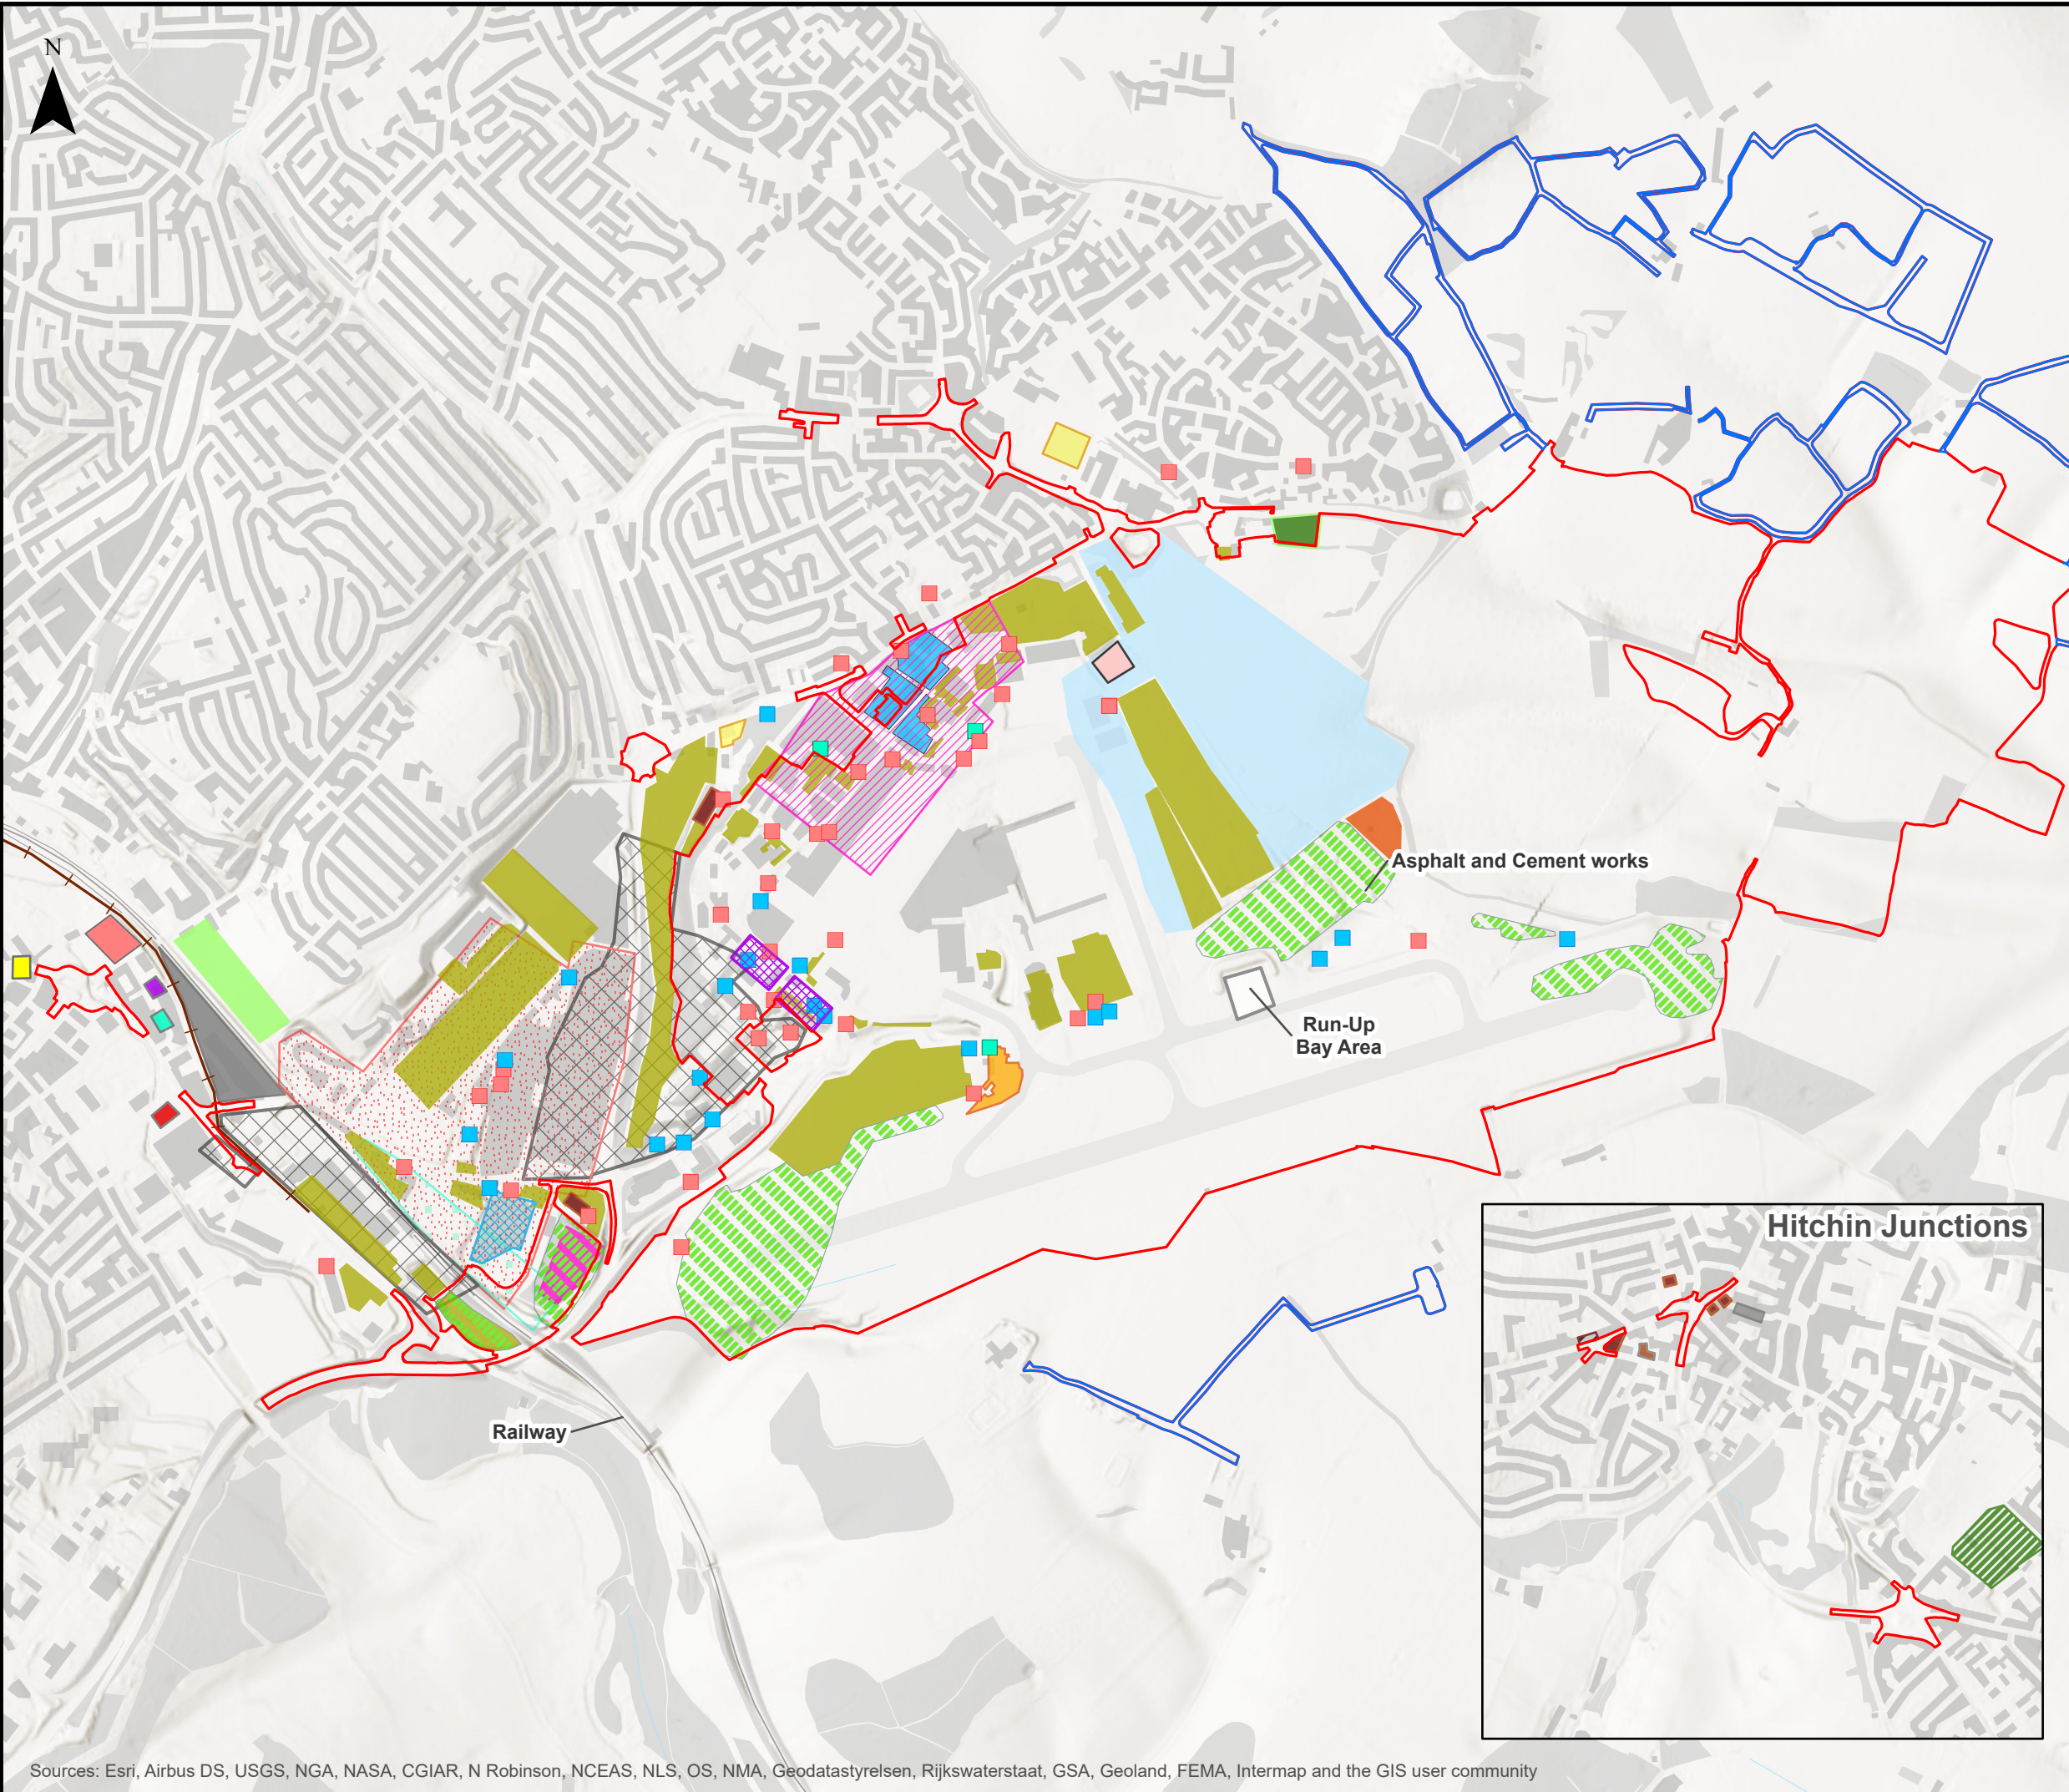 N
Asphalt and Cement works
Run-Up
Bay Area
Hitchin Junctions
Railway
Sources: Esri, Airbus DS, USGS, NGA, NASA, CGIAR, N Robinson, NCEAS, NLS, OS, NMA, Geodatastyrelsen, Rijkswaterstaat, GSA, Geoland, FEMA, Intermap and the GIS user community